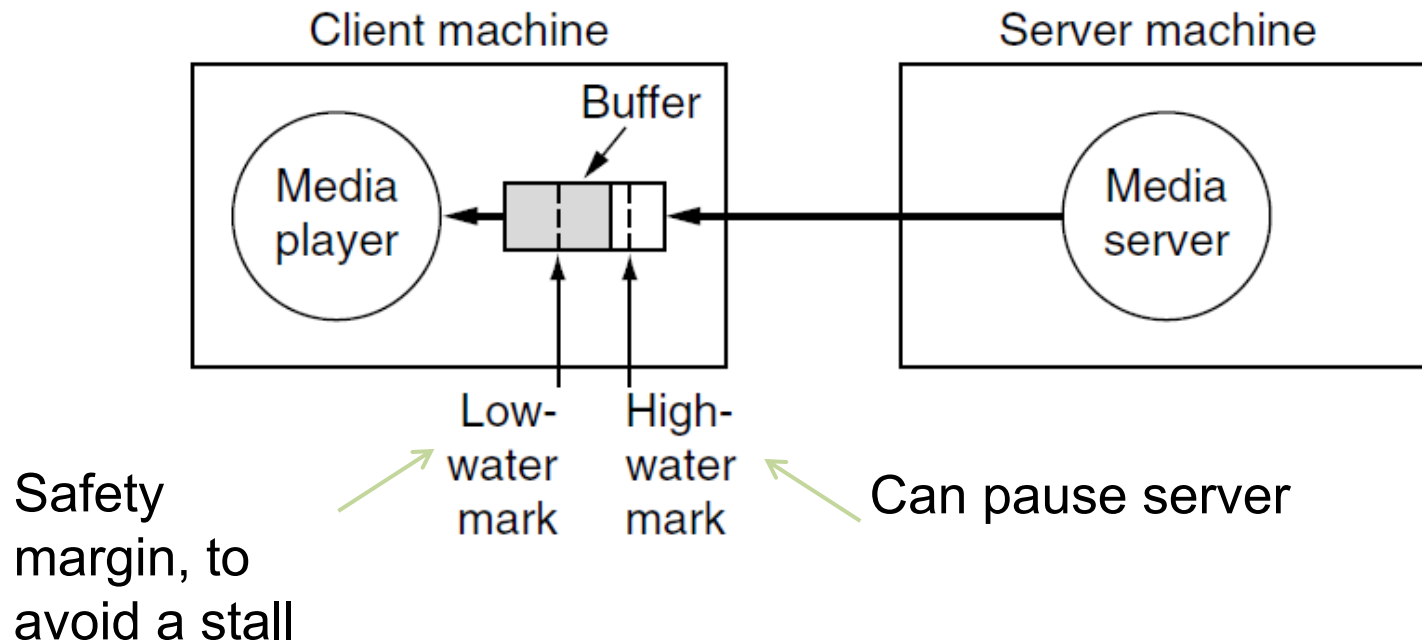 Client machine
Server machine
Buffer
Media
player
Media
server
Low-
water
mark
High-
water
mark
Safety
margin, to
avoid a stall
Can pause server